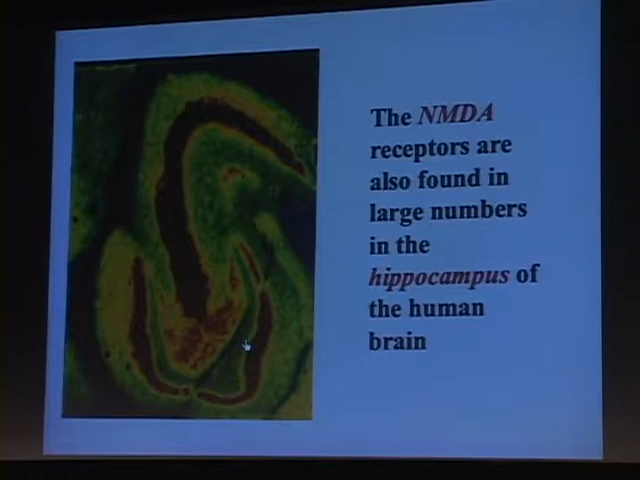 The NMDA
receptors are
also found in
large numbers
in the
hippocampus of
the human
brain